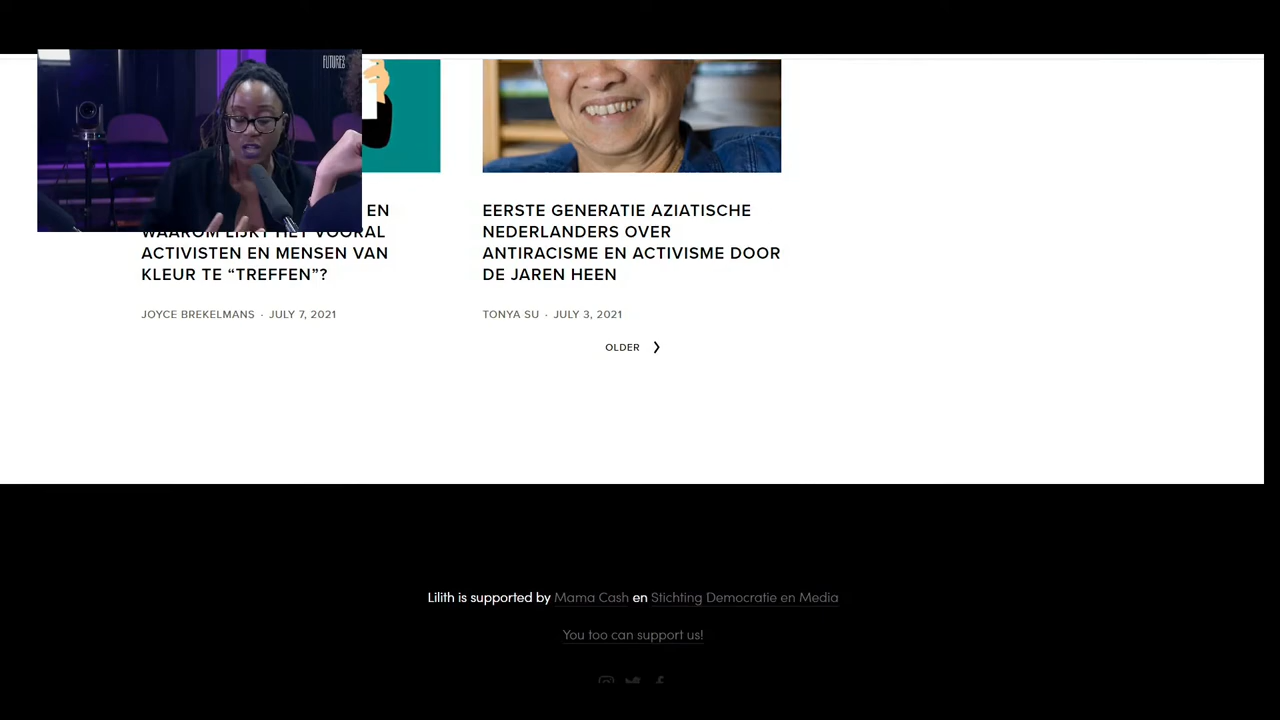 FUTURES
EN
WAAROM LIJKT HET VOORAL
ACTIVISTEN EN MENSEN VAN
KLEUR TE “TREFFEN”?
JOYCE BREKELMANS · JULY 7, 2021
EERSTE GENERATIE AZIATISCHE
NEDERLANDERS OVER
ANTIRACISME EN ACTIVISME DOOR
DE JAREN HEEN
TONYA SU · JULY 3, 2021
OLDER
Lilith is supported by Mama Cash en Stichting Democratie en Media
You too can support us!